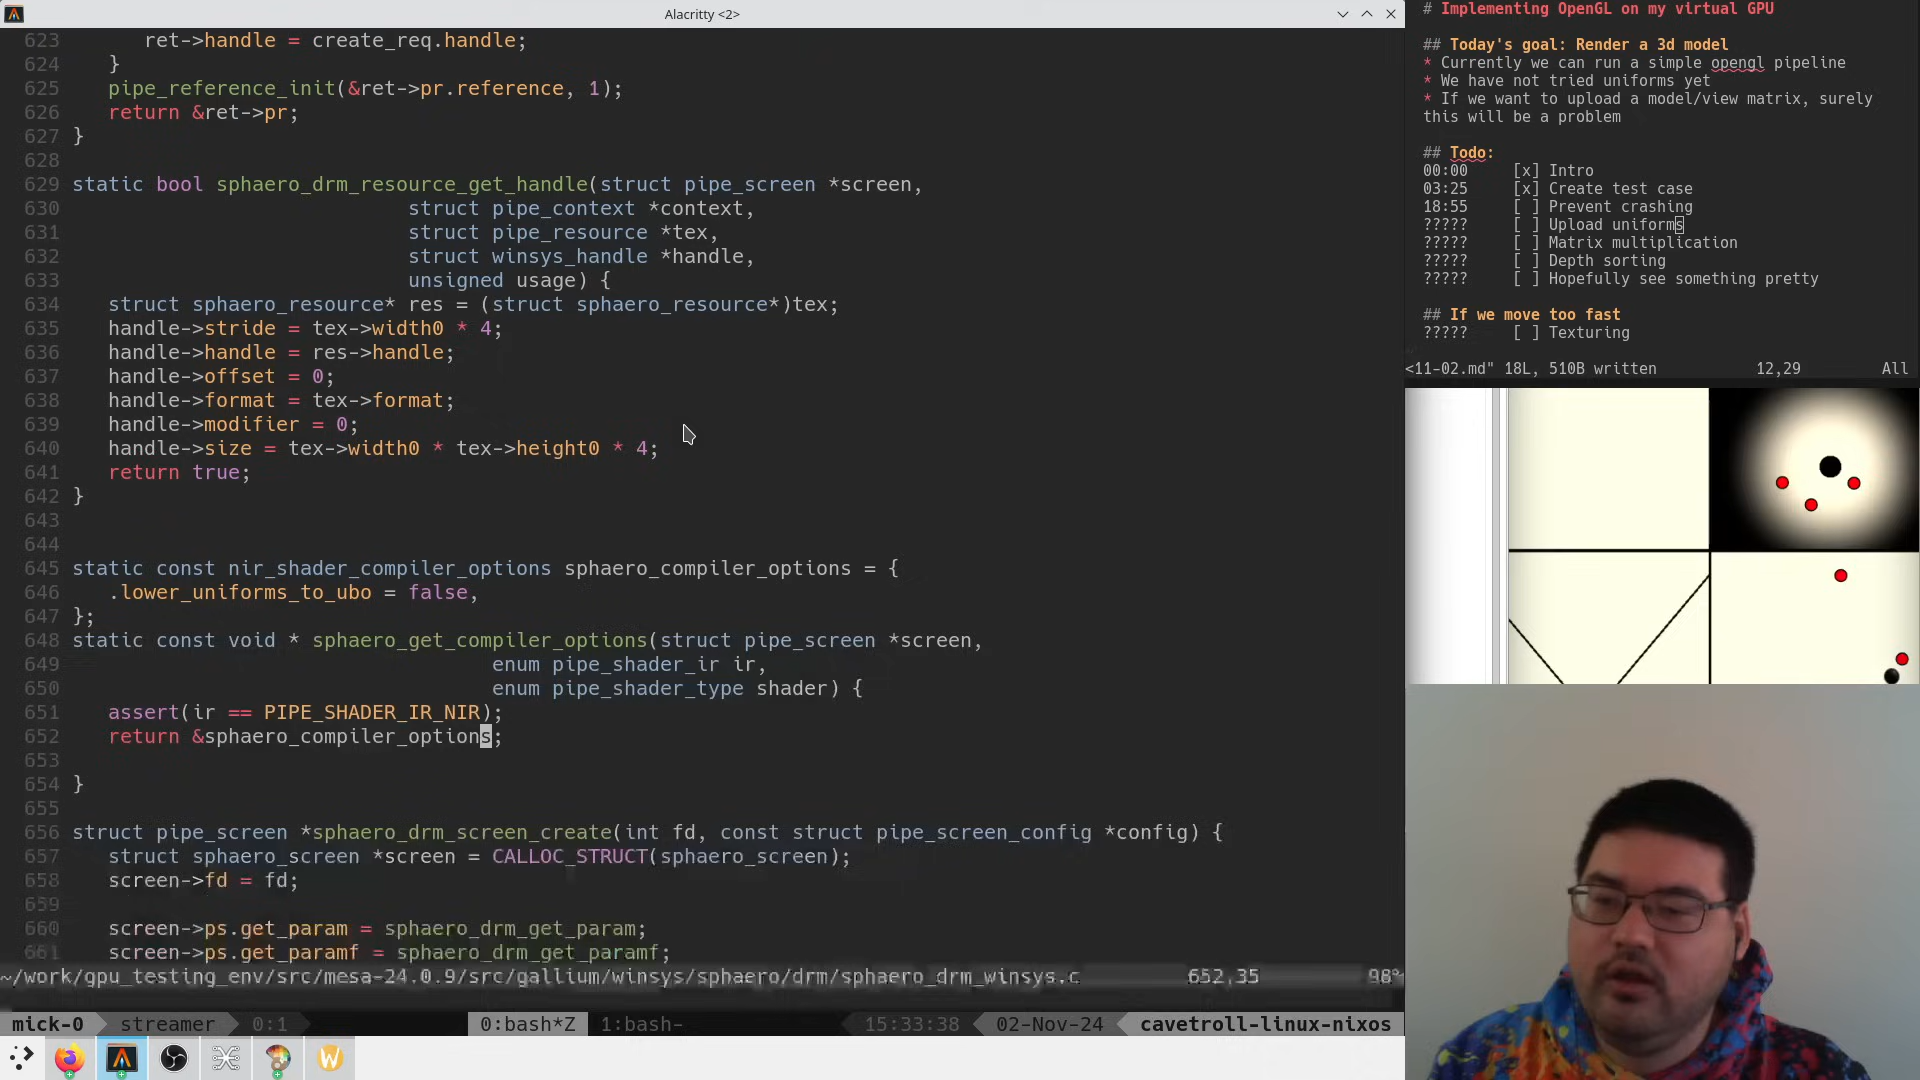 Alacritty <2>
623 ret->handle = create_req.handle;
624 }
625 pipe_reference_init(&ret->pr.reference, 1);
626 return &ret->pr;
627 }
628
629 static bool sphaero_drm_resource_get_handle(struct pipe_screen *screen,
630 struct pipe_context *context,
631 struct pipe_resource *tex,
632 struct winsys_handle *handle,
633 unsigned usage) {
634 struct sphaero_resource* res = (struct sphaero_resource*)tex;
635 handle->stride = tex->width0 * 4;
636 handle->handle = res->handle;
637 handle->offset = 0;
638 handle->format = tex->format;
639 handle->modifier = 0;
640 handle->size = tex->width0 * tex->height0 * 4;
641 return true;
642 }
643
644
645 static const nir_shader_compiler_options sphaero_compiler_options = {
646 .lower_uniforms_to_ubo = false,
647 };
648 static const void * sphaero_get_compiler_options(struct pipe_screen *screen,
649 enum pipe_shader_ir ir,
650 enum pipe_shader_type shader) {
651 assert(ir == PIPE_SHADER_IR_NIR);
652 return &sphaero_compiler_options;
653
654 }
655
656 struct pipe_screen *sphaero_drm_screen_create(int fd, const struct pipe_screen_config *config) {
657 struct sphaero_screen *screen = CALLOC_STRUCT(sphaero_screen);
658 screen->fd = fd;
659
660 screen->ps.get_param = sphaero_drm_get_param;
661 screen->ps.get_paramf = sphaero_drm_get_paramf;
~/work/gpu_testing_env/src/mesa-24.0.9/src/gallium/winsys/sphaero/drm/sphaero_drm_winsys.c 652,35 98%
mick-0 streamer 0:1 0:bash*Z 1:bash- 15:33:38 02-Nov-24 cavetroll-linux-nixos
# Implementing OpenGL on my virtual GPU
## Today's goal: Render a 3d model
* Currently we can run a simple opengl pipeline
* We have not tried uniforms yet
* If we want to upload a model/view matrix, surely
this will be a problem
## Todo:
00:00 [x] Intro
03:25 [x] Create test case
18:55 [ ] Prevent crashing
????? [ ] Upload uniforms
????? [ ] Matrix multiplication
????? [ ] Depth sorting
????? [ ] Hopefully see something pretty
## If we move too fast
????? [ ] Texturing
<11-02.md" 18L, 510B written 12,29 All